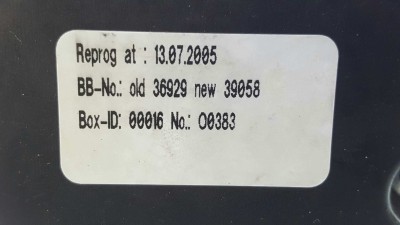 Reprog at : 13.07.2005
BB-No.: old 36929 new 39058
Box-ID: 00016 No.: 00383